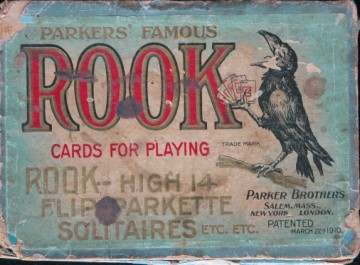 PARKERS' FAMOUS
ROOK
TRADE MARK
CARDS FOR PLAYING
ROOK - HIGH 14
FLIP PARKETTE
SOLITAIRES ETC. ETC.
PARKER BROTHERS
SALEM, MASS.,
NEW YORK LONDON.
PATENTED
MARCH 22D 1910.